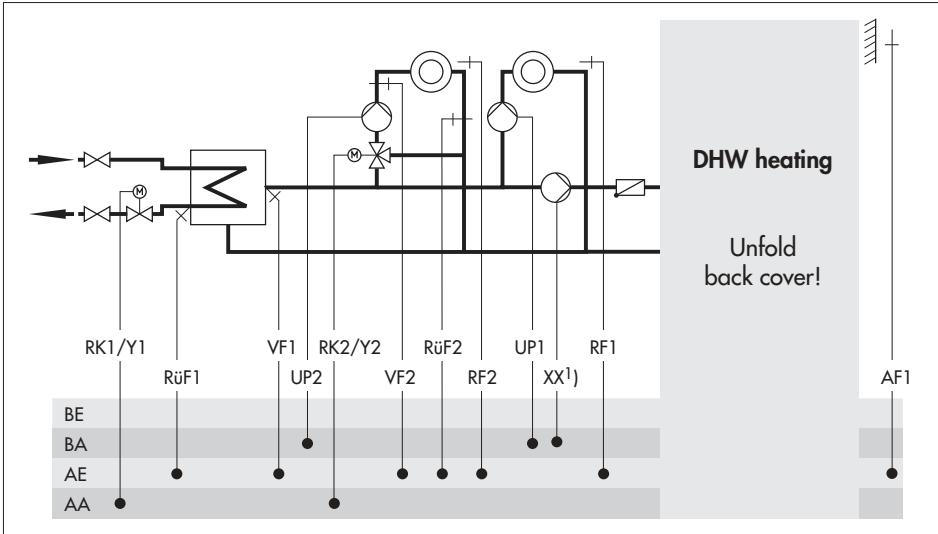 M
M
DHW heating
Unfold
back cover!
RK1/Y1 VF1 RK2/Y2 RüF2 UP1 RF1
RüF1 UP2 VF2 RF2 XX1) AF1
BE
BA
AE
AA